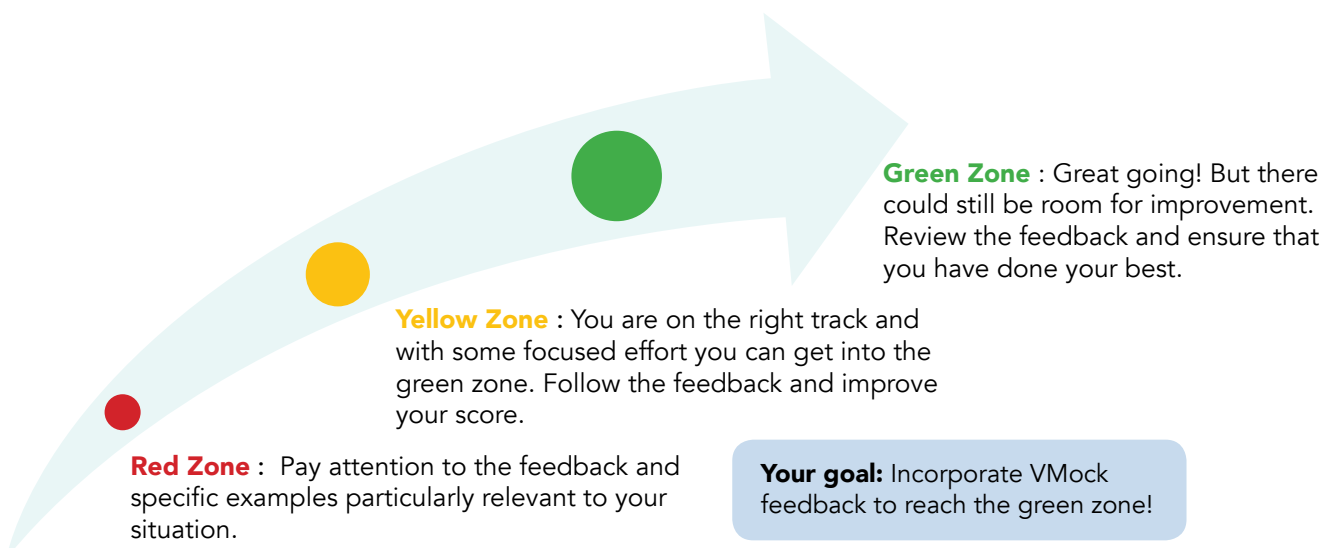 Green Zone : Great going! But there
could still be room for improvement.
Review the feedback and ensure that
you have done your best.
Yellow Zone : You are on the right track and
with some focused effort you can get into the
green zone. Follow the feedback and improve
your score.
Red Zone :  Pay attention to the feedback and
specific examples particularly relevant to your
situation.
Your goal: Incorporate VMock
feedback to reach the green zone!